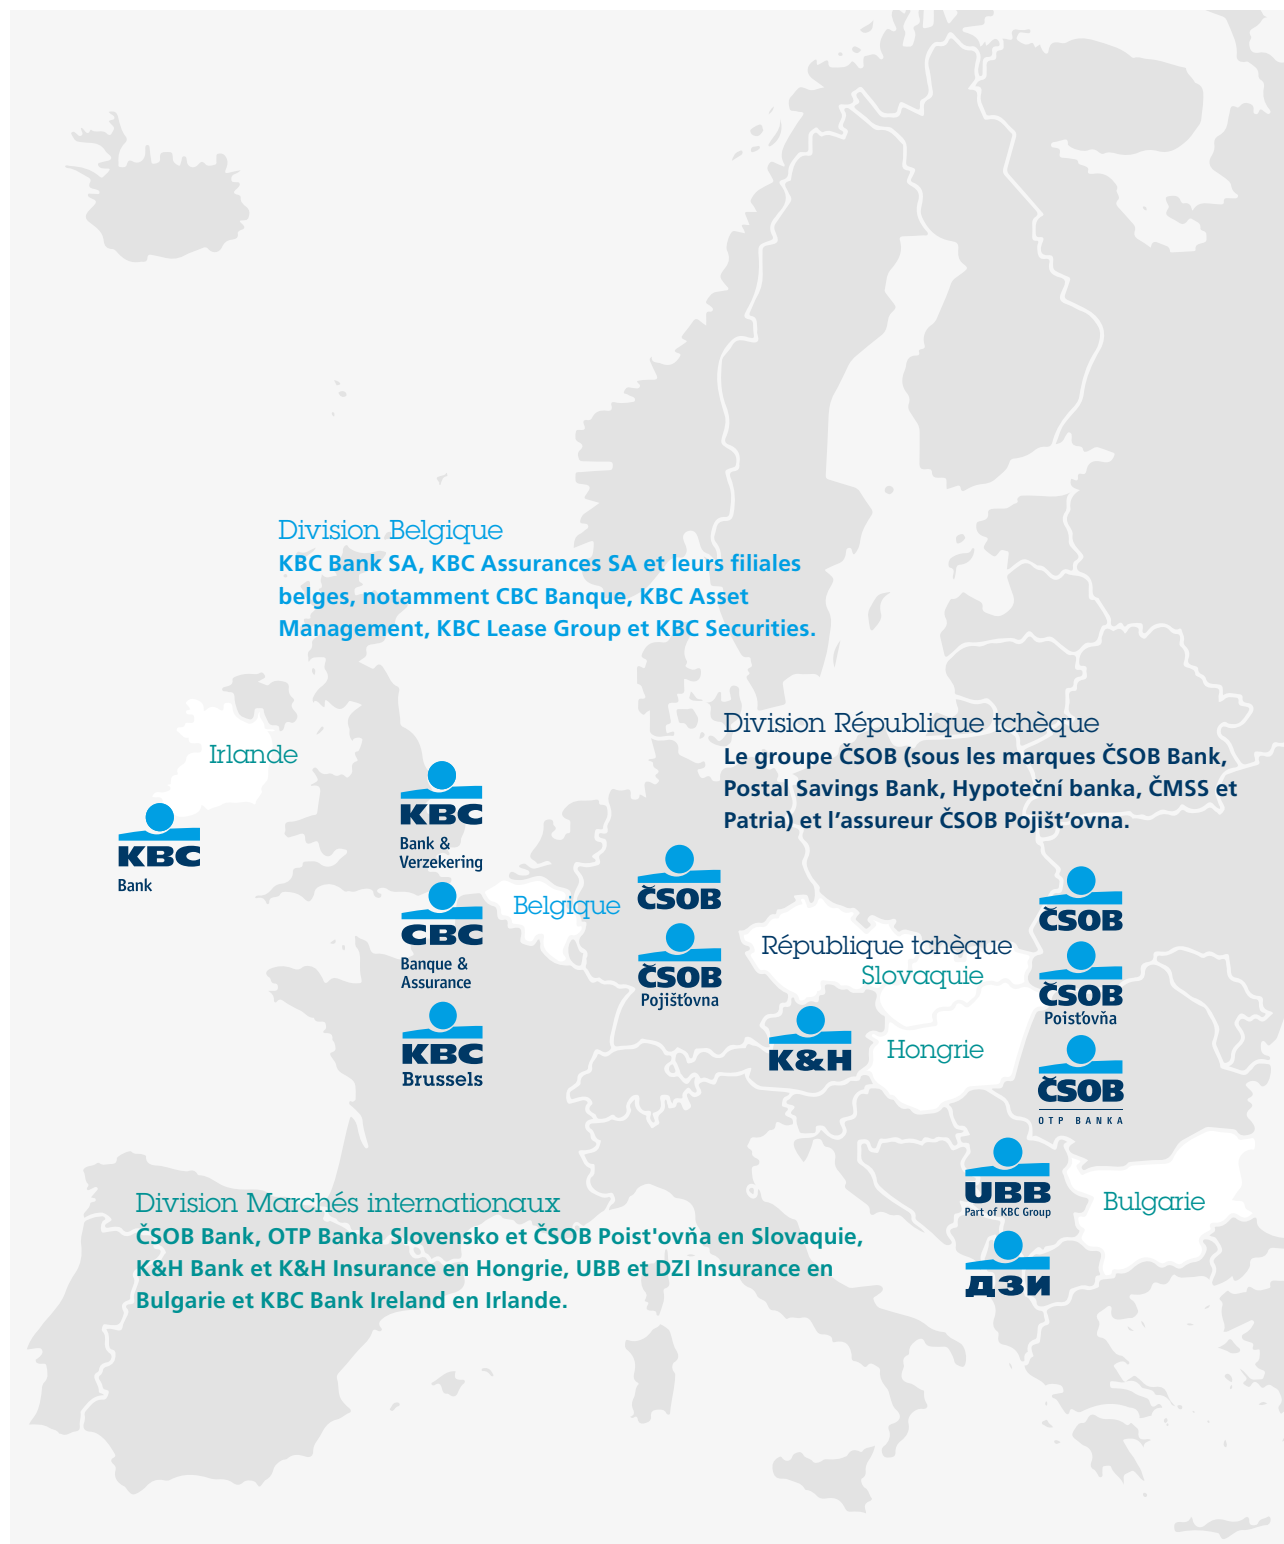 Division Belgique
KBC Bank SA, KBC Assurances SA et leurs filiales
belges, notamment CBC Banque, KBC Asset
Management, KBC Lease Group et KBC Securities.
Division République tchèque
Le groupe ČSOB (sous les marques ČSOB Bank,
Postal Savings Bank, Hypoteční banka, ČMSS et
Patria) et l’assureur ČSOB Pojišt’ovna.
Irlande
KBC
Bank
KBC
Bank &
Verzekering
CBC
Banque &
Assurance
KBC
Brussels
Belgique
ČSOB
ČSOB
Pojišťovna
République tchèque
Slovaquie
Hongrie
K&H
ČSOB
ČSOB
Poisťovňa
ČSOB
OTP BANKA
UBB
Part of KBC Group
ДЗИ
Bulgarie
Division Marchés internationaux
ČSOB Bank, OTP Banka Slovensko et ČSOB Poist'ovňa en Slovaquie,
K&H Bank et K&H Insurance en Hongrie, UBB et DZI Insurance en
Bulgarie et KBC Bank Ireland en Irlande.